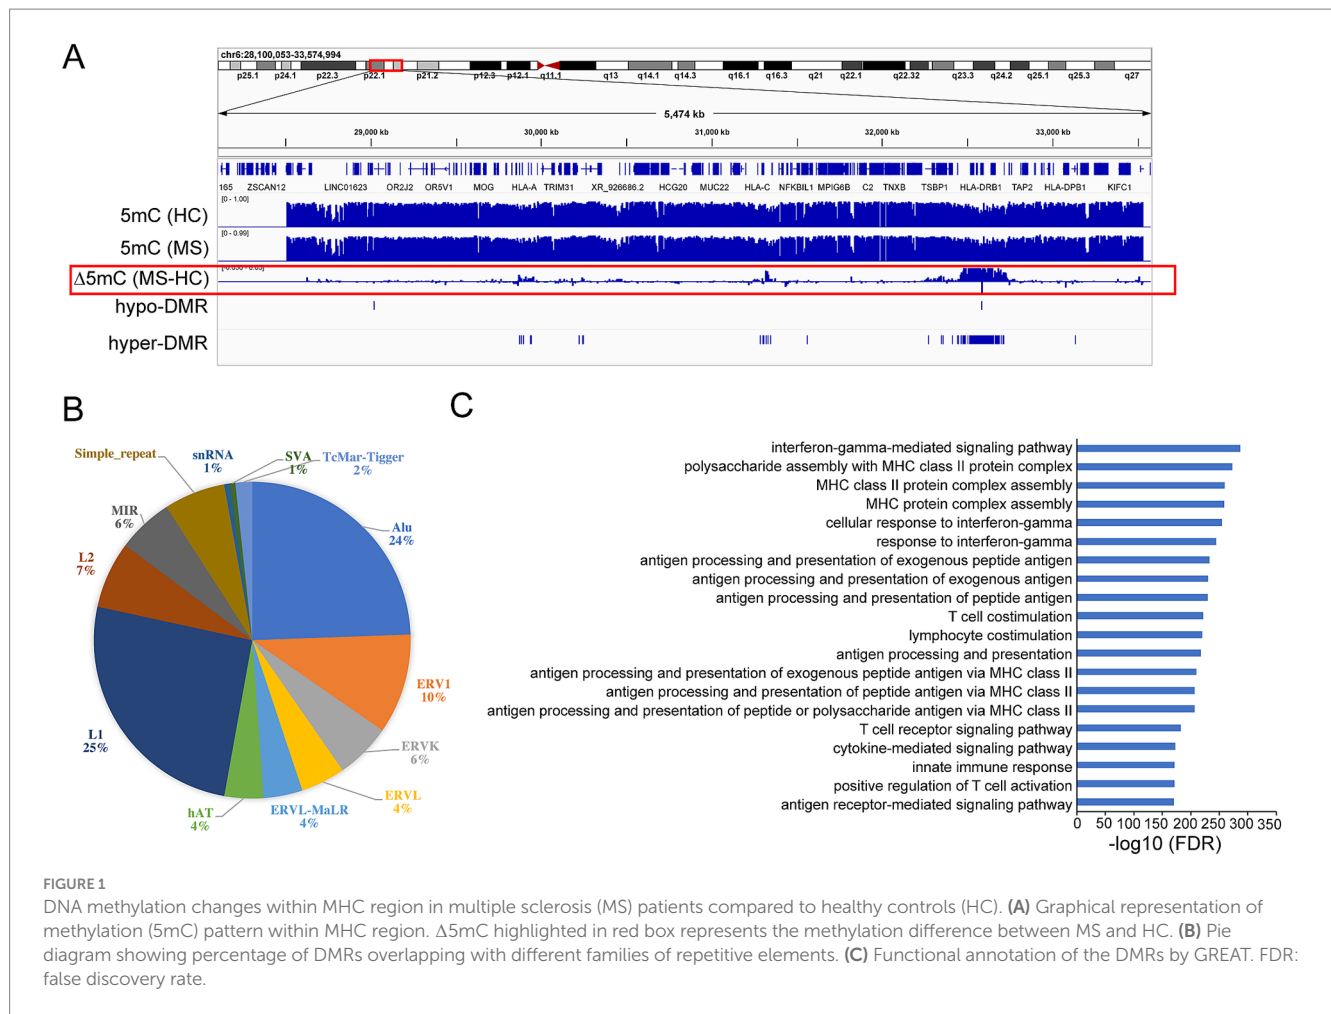 A
chr6:28,100,053-33,574,994
p25.1 p24.1 p22.3 p22.1 p21.2 p12.3 p12.1 q11.1 q13 q14.1 q14.3 q16.1 q16.3 q21 q22.1 q22.32 q23.3 q24.2 q25.1 q25.3 q27
5,474 kb
29,000 kb 30,000 kb 31,000 kb 32,000 kb 33,000 kb
165 ZSCAN12 LINC01623 OR2J2 OR5V1 MOG HLA-A TRIM31 XR_926686.2 HCG20 MUC22 HLA-C NFKBIL1 MPIG6B C2 TNXB TSBP1 HLA-DRB1 TAP2 HLA-DPB1 KIFC1
[0 - 1.00]
5mC (HC)
[0 - 0.99]
5mC (MS)
Δ5mC (MS-HC)
hypo-DMR
hyper-DMR
B
Simple_repeat
snRNA
1%
SVA
1%
TcMar-Tigger
2%
MIR
6%
Alu
24%
L2
7%
ERV1
10%
L1
25%
ERVK
6%
hAT
4%
ERVL-MaLR
4%
ERVL
4%
C
interferon-gamma-mediated signaling pathway
polysaccharide assembly with MHC class II protein complex
MHC class II protein complex assembly
MHC protein complex assembly
cellular response to interferon-gamma
response to interferon-gamma
antigen processing and presentation of exogenous peptide antigen
antigen processing and presentation of exogenous antigen
antigen processing and presentation of peptide antigen
T cell costimulation
lymphocyte costimulation
antigen processing and presentation
antigen processing and presentation of exogenous peptide antigen via MHC class II
antigen processing and presentation of peptide antigen via MHC class II
antigen processing and presentation of peptide or polysaccharide antigen via MHC class II
T cell receptor signaling pathway
cytokine-mediated signaling pathway
innate immune response
positive regulation of T cell activation
antigen receptor-mediated signaling pathway
0 50 100 150 200 250 300 350
-log10 (FDR)
FIGURE 1
DNA methylation changes within MHC region in multiple sclerosis (MS) patients compared to healthy controls (HC). (A) Graphical representation of
methylation (5mC) pattern within MHC region. Δ5mC highlighted in red box represents the methylation difference between MS and HC. (B) Pie
diagram showing percentage of DMRs overlapping with different families of repetitive elements. (C) Functional annotation of the DMRs by GREAT. FDR:
false discovery rate.